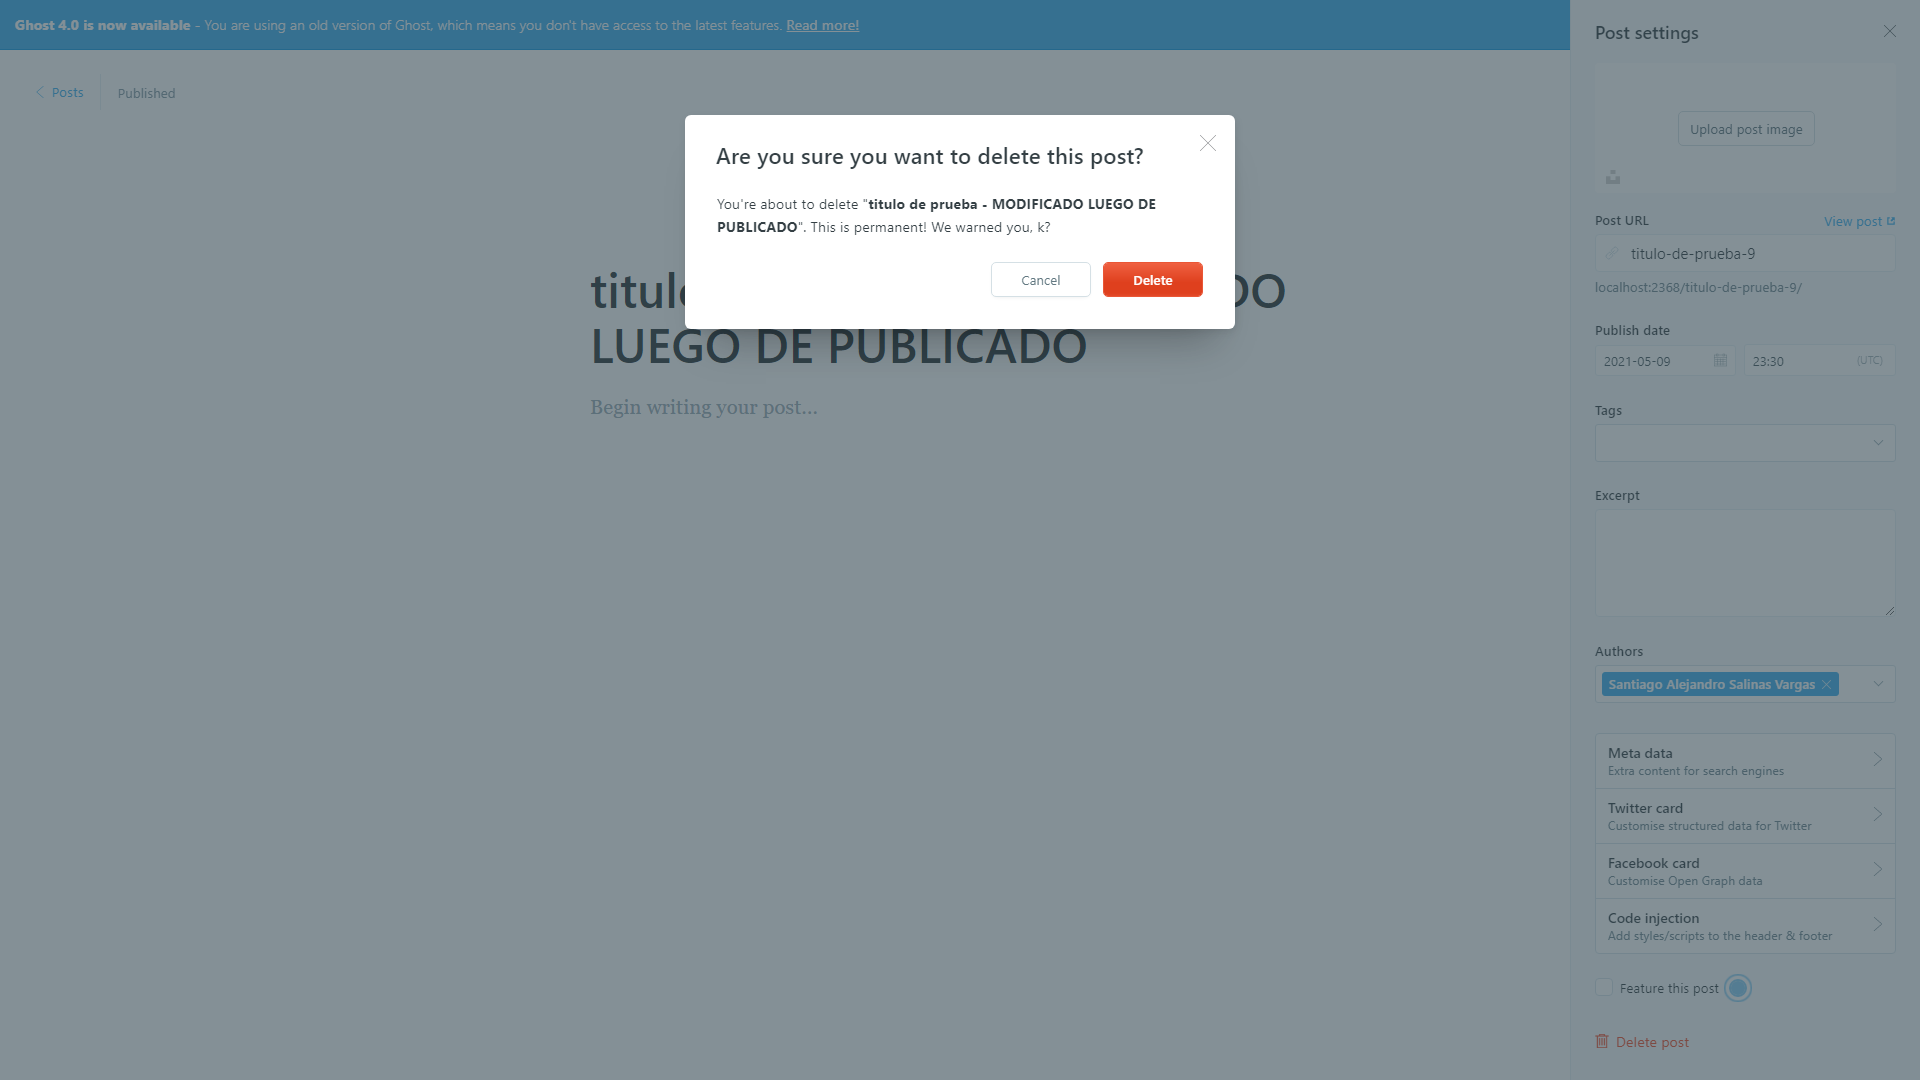 Ghost 4.0 is now available - You are using an old version of Ghost, which means you don't have access to the latest features. Read more!
Posts
Published
Are you sure you want to delete this post?
You're about to delete "titulo de prueba - MODIFICADO LUEGO DE
PUBLICADO". This is permanent! We warned you, k?
Cancel
Delete
LUEGO DE PUBLICADO
Begin writing your post...
Post settings
Upload post image
Post URL
View post
titulo-de-prueba-9
localhost:2368/titulo-de-prueba-9/
Publish date
2021-05-09
23:30
(UTC)
Tags
Excerpt
Authors
Santiago Alejandro Salinas Vargas
Meta data
Extra content for search engines
Twitter card
Customise structured data for Twitter
Facebook card
Customise Open Graph data
Code injection
Add styles/scripts to the header & footer
Feature this post
Delete post